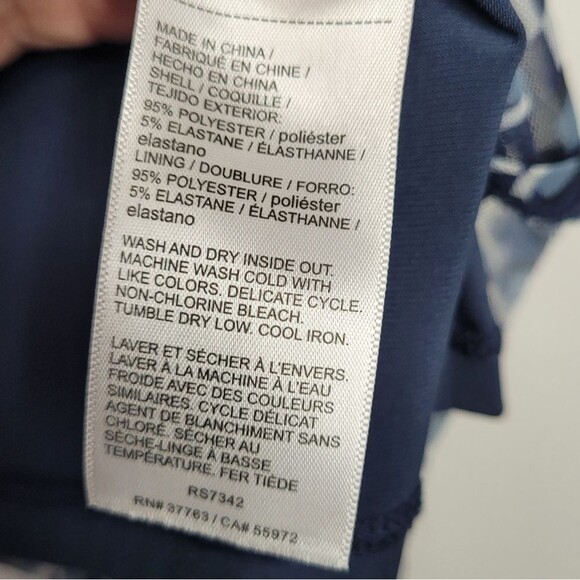 MADE IN CHINA /
FABRIQUÉ EN CHINE /
HECHO EN CHINA
SHELL / COQUILLE /
TEJIDO EXTERIOR:
95% POLYESTER / poliéster
5% ELASTANE / ÉLASTHANNE /
elastano
LINING / DOUBLURE / FORRO:
95% POLYESTER / poliéster
5% ELASTANE / ÉLASTHANNE /
elastano
WASH AND DRY INSIDE OUT.
MACHINE WASH COLD WITH
LIKE COLORS. DELICATE CYCLE.
NON-CHLORINE BLEACH.
TUMBLE DRY LOW. COOL IRON.
LAVER ET SÉCHER À L'ENVERS.
LAVER À LA MACHINE À L'EAU
FROIDE AVEC DES COULEURS
SIMILAIRES. CYCLE DÉLICAT
AGENT DE BLANCHIMENT SANS
CHLORÉ. SÉCHER AU
SÈCHE-LINGE À BASSE
TEMPÉRATURE. FER TIÈDE
RS7342
RN# 37763 / CA# 55972